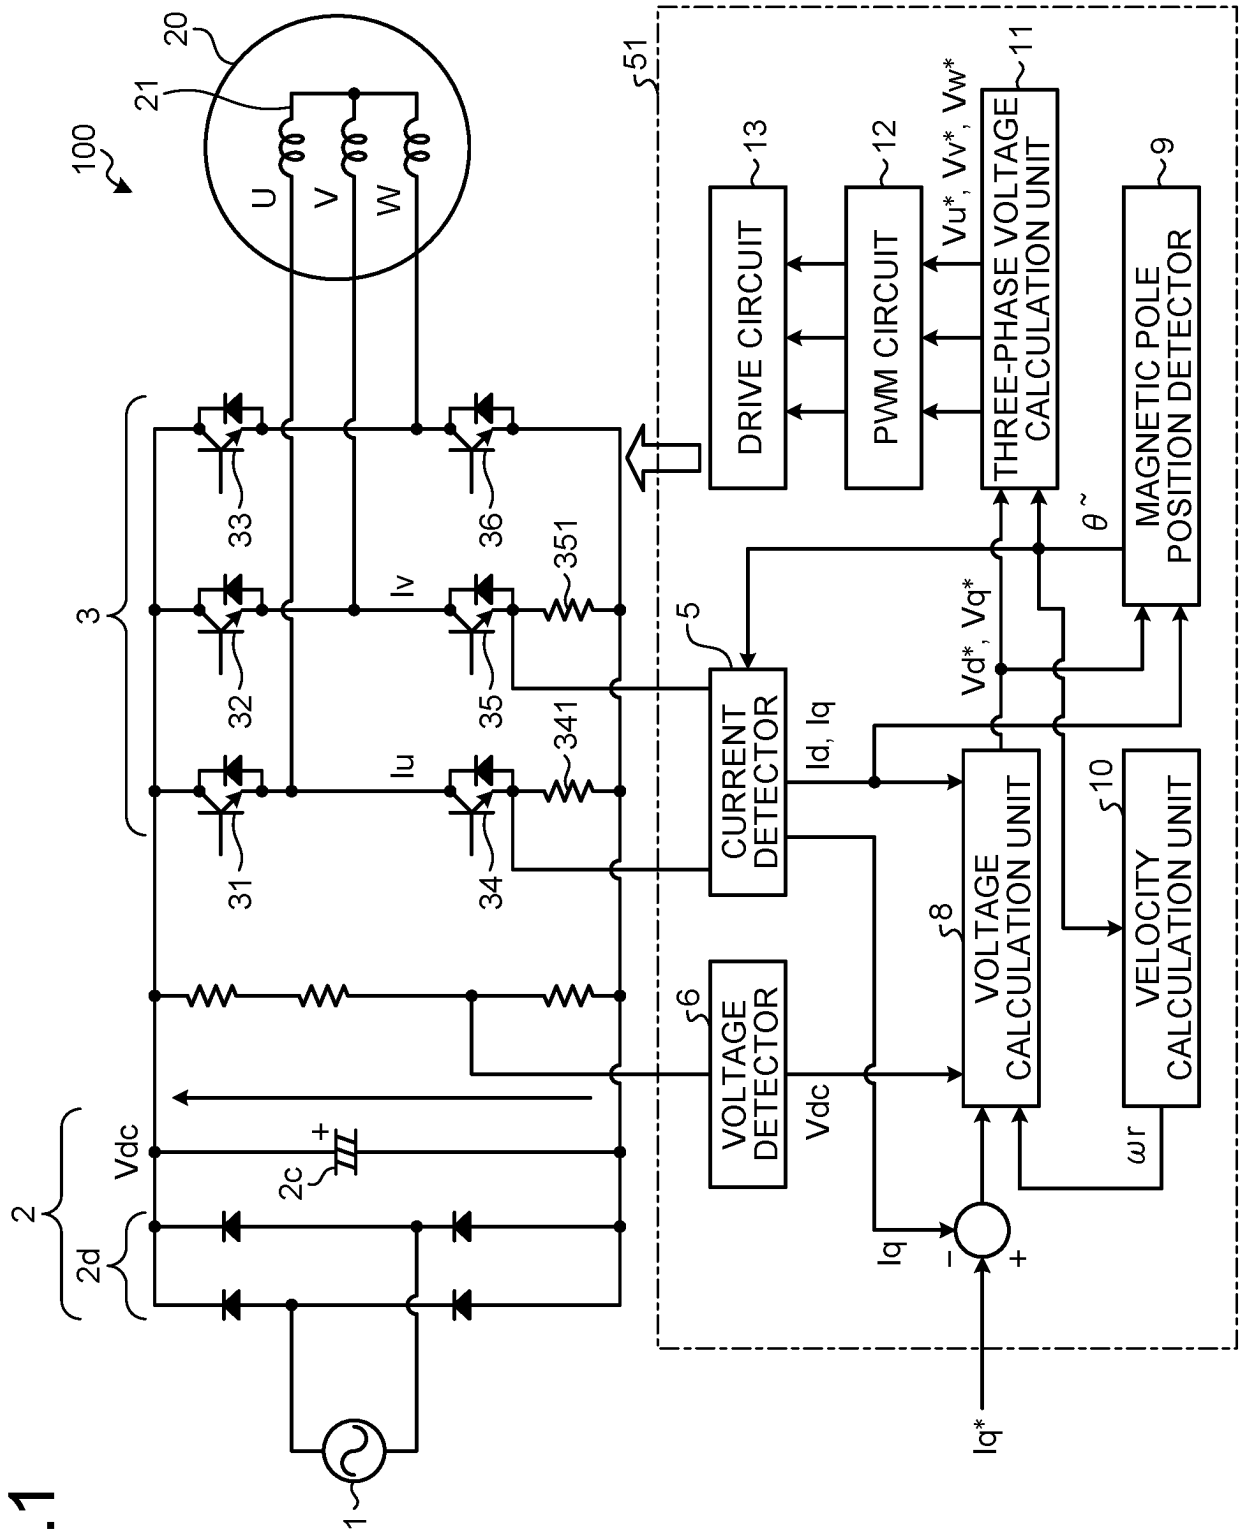 .1
100
20
21
U
V
W
3
33
32
31
36
35
34
Iv
Iu
351
341
2
2d
Vdc
+
2c
1
51
13
DRIVE CIRCUIT
12
PWM CIRCUIT
Vu*, Vv*, Vw*
11
THREE-PHASE VOLTAGE
CALCULATION UNIT
9
MAGNETIC POLE
POSITION DETECTOR
θ~
5
CURRENT
DETECTOR
Id, Iq
Vd*, Vq*
6
VOLTAGE
DETECTOR
Vdc
8
VOLTAGE
CALCULATION UNIT
10
VELOCITY
CALCULATION UNIT
ωr
Iq
−
+
Iq*